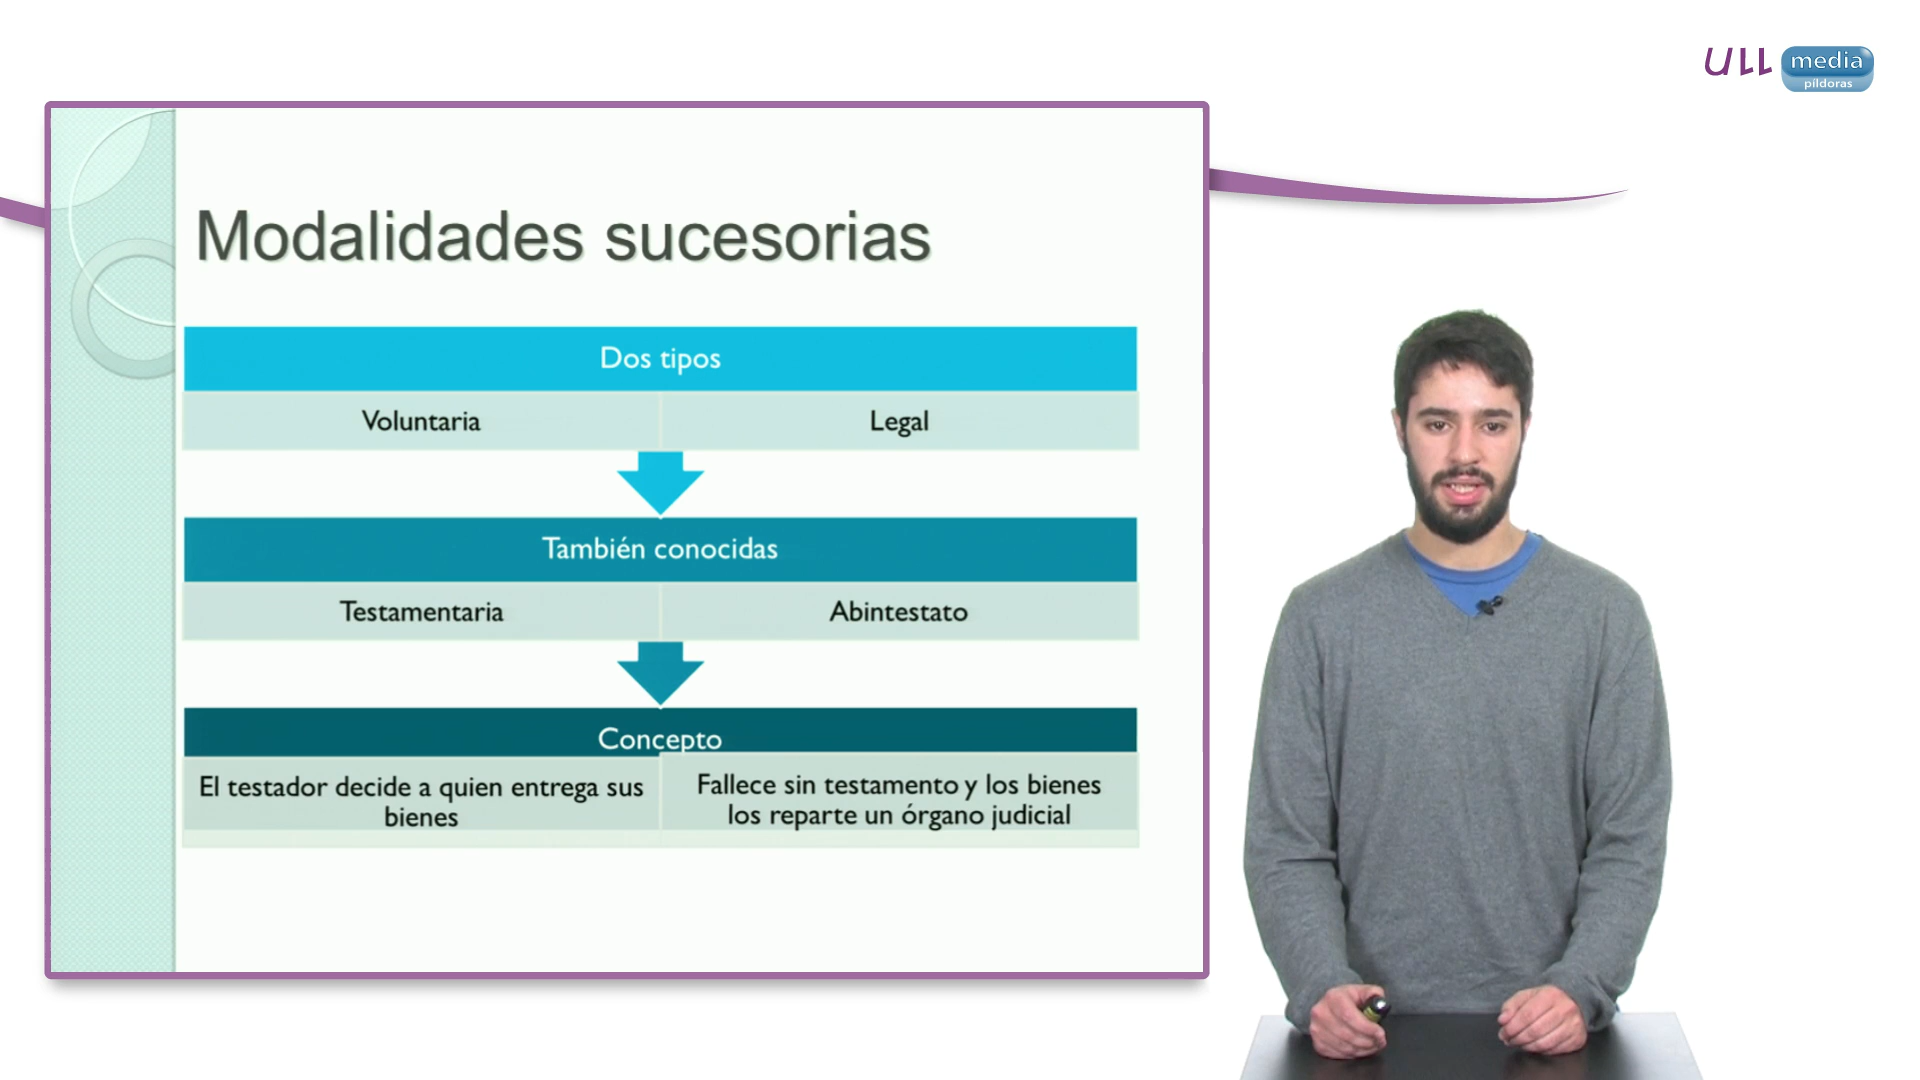 ULL media
píldoras
Modalidades sucesorias
Dos tipos
Voluntaria
Legal
También conocidas
Testamentaria
Abintestato
Concepto
El testador decide a quien entrega sus
bienes
Fallece sin testamento y los bienes
los reparte un órgano judicial